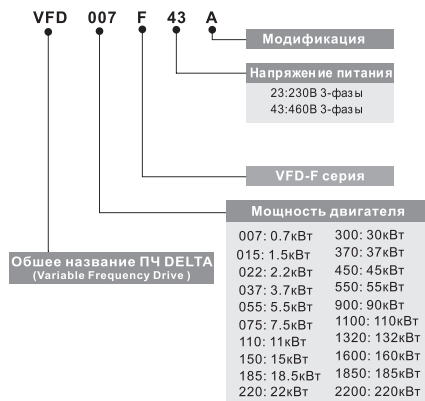 VFD 007 F 43 A
Модификация
Напряжение питания
23:230В 3-фазы
43:460В 3-фазы
VFD-F серия
Мощность двигателя
007: 0.7кВт
015: 1.5кВт
022: 2.2кВт
037: 3.7кВт
055: 5.5кВт
075: 7.5кВт
110: 11кВт
150: 15кВт
185: 18.5кВт
220: 22кВт
300: 30кВт
370: 37кВт
450: 45кВт
550: 55кВт
900: 90кВт
1100: 110кВт
1320: 132кВт
1600: 160кВт
1850: 185кВт
2200: 220кВт
Обшее название ПЧ DELTA
(Variable Frequency Drive )